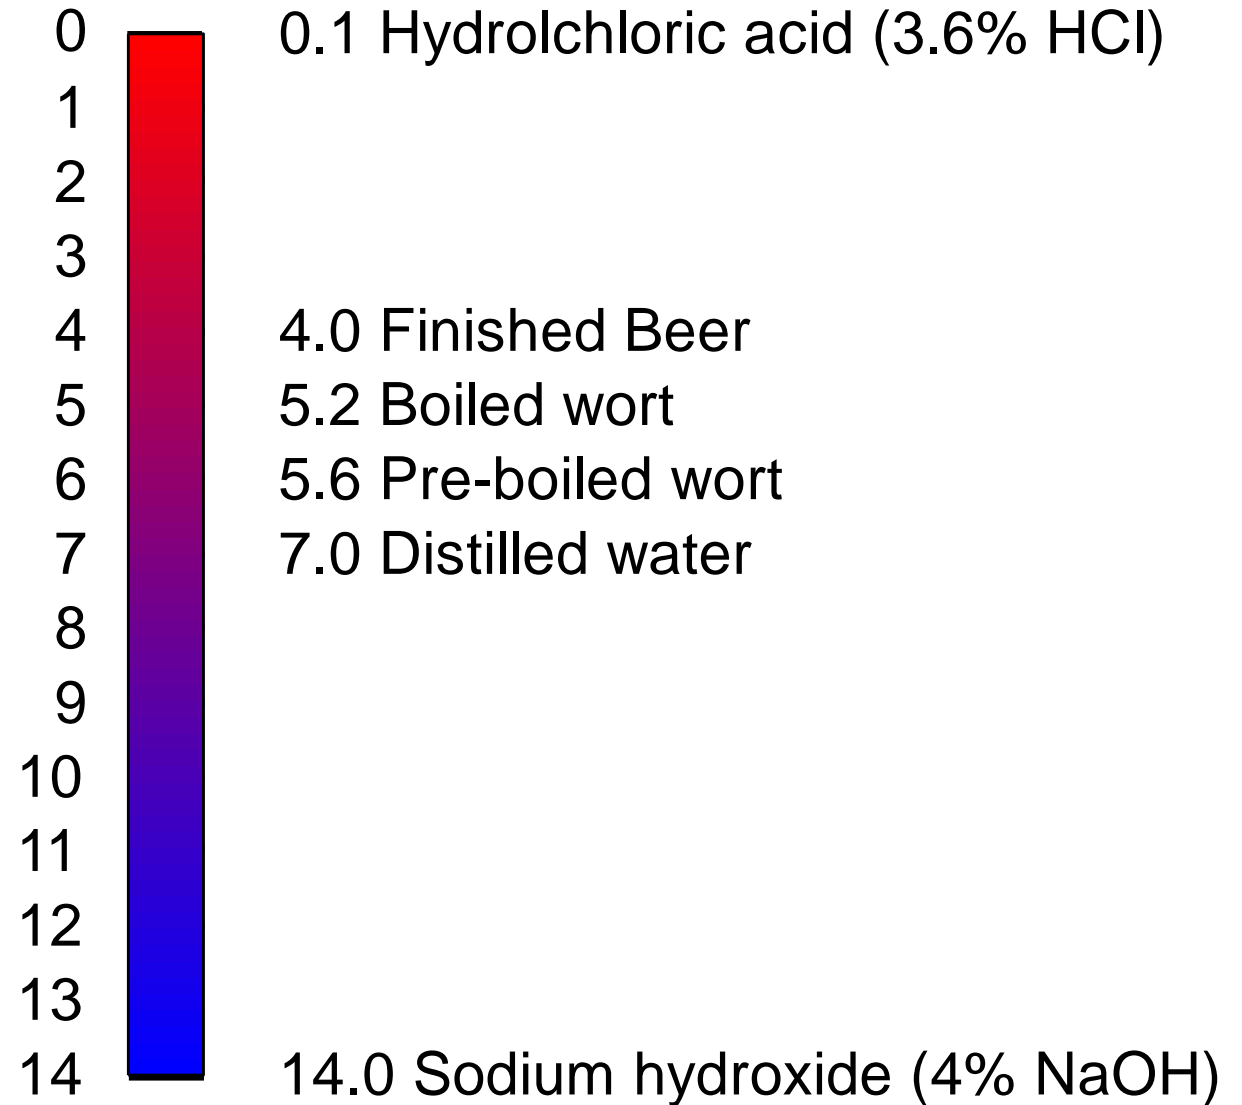 0 0.1 Hydrolchloric acid (3.6% HCl)
1
2
3
4 4.0 Finished Beer
5 5.2 Boiled wort
6 5.6 Pre-boiled wort
7 7.0 Distilled water
8
9
10
11
12
13
14 14.0 Sodium hydroxide (4% NaOH)